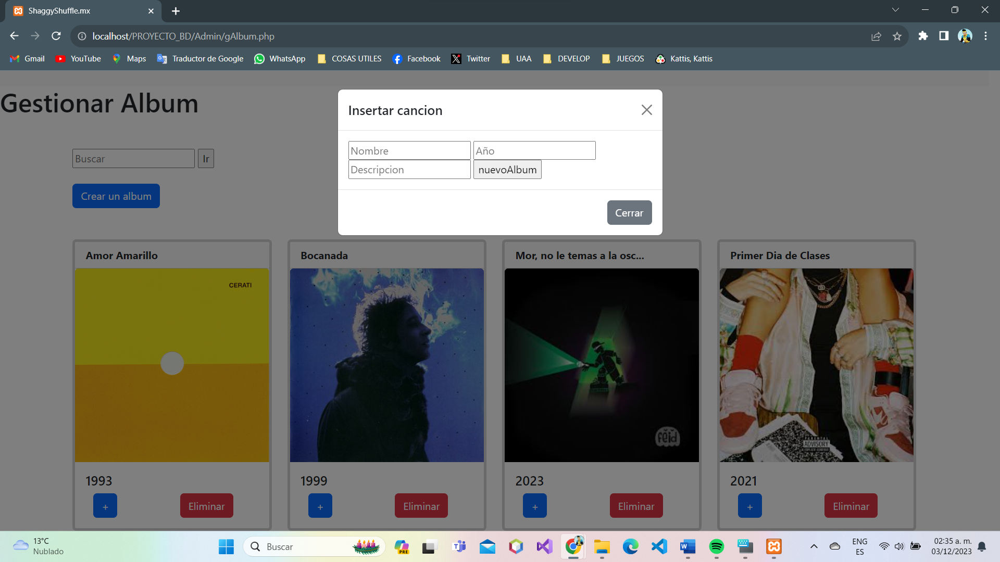 ShaggyShuffle.mx
localhost/PROYECTO_BD/Admin/gAlbum.php
Gmail YouTube Maps Traductor de Google WhatsApp COSAS UTILES Facebook Twitter UAA DEVELOP JUEGOS Kattis, Kattis
Gestionar Album
Buscar Ir
Crear un album
Insertar cancion
Nombre Año
Descripcion nuevoAlbum
Cerrar
Amor Amarillo Bocanada Mor, no le temas a la osc... Primer Dia de Clases
CERATI
feid
PARENTAL
ADVISORY
1993 1999 2023 2021
+ Eliminar + Eliminar + Eliminar + Eliminar
13°C
Nublado
Buscar
PRE
ENG
ES
02:35 a. m.
03/12/2023